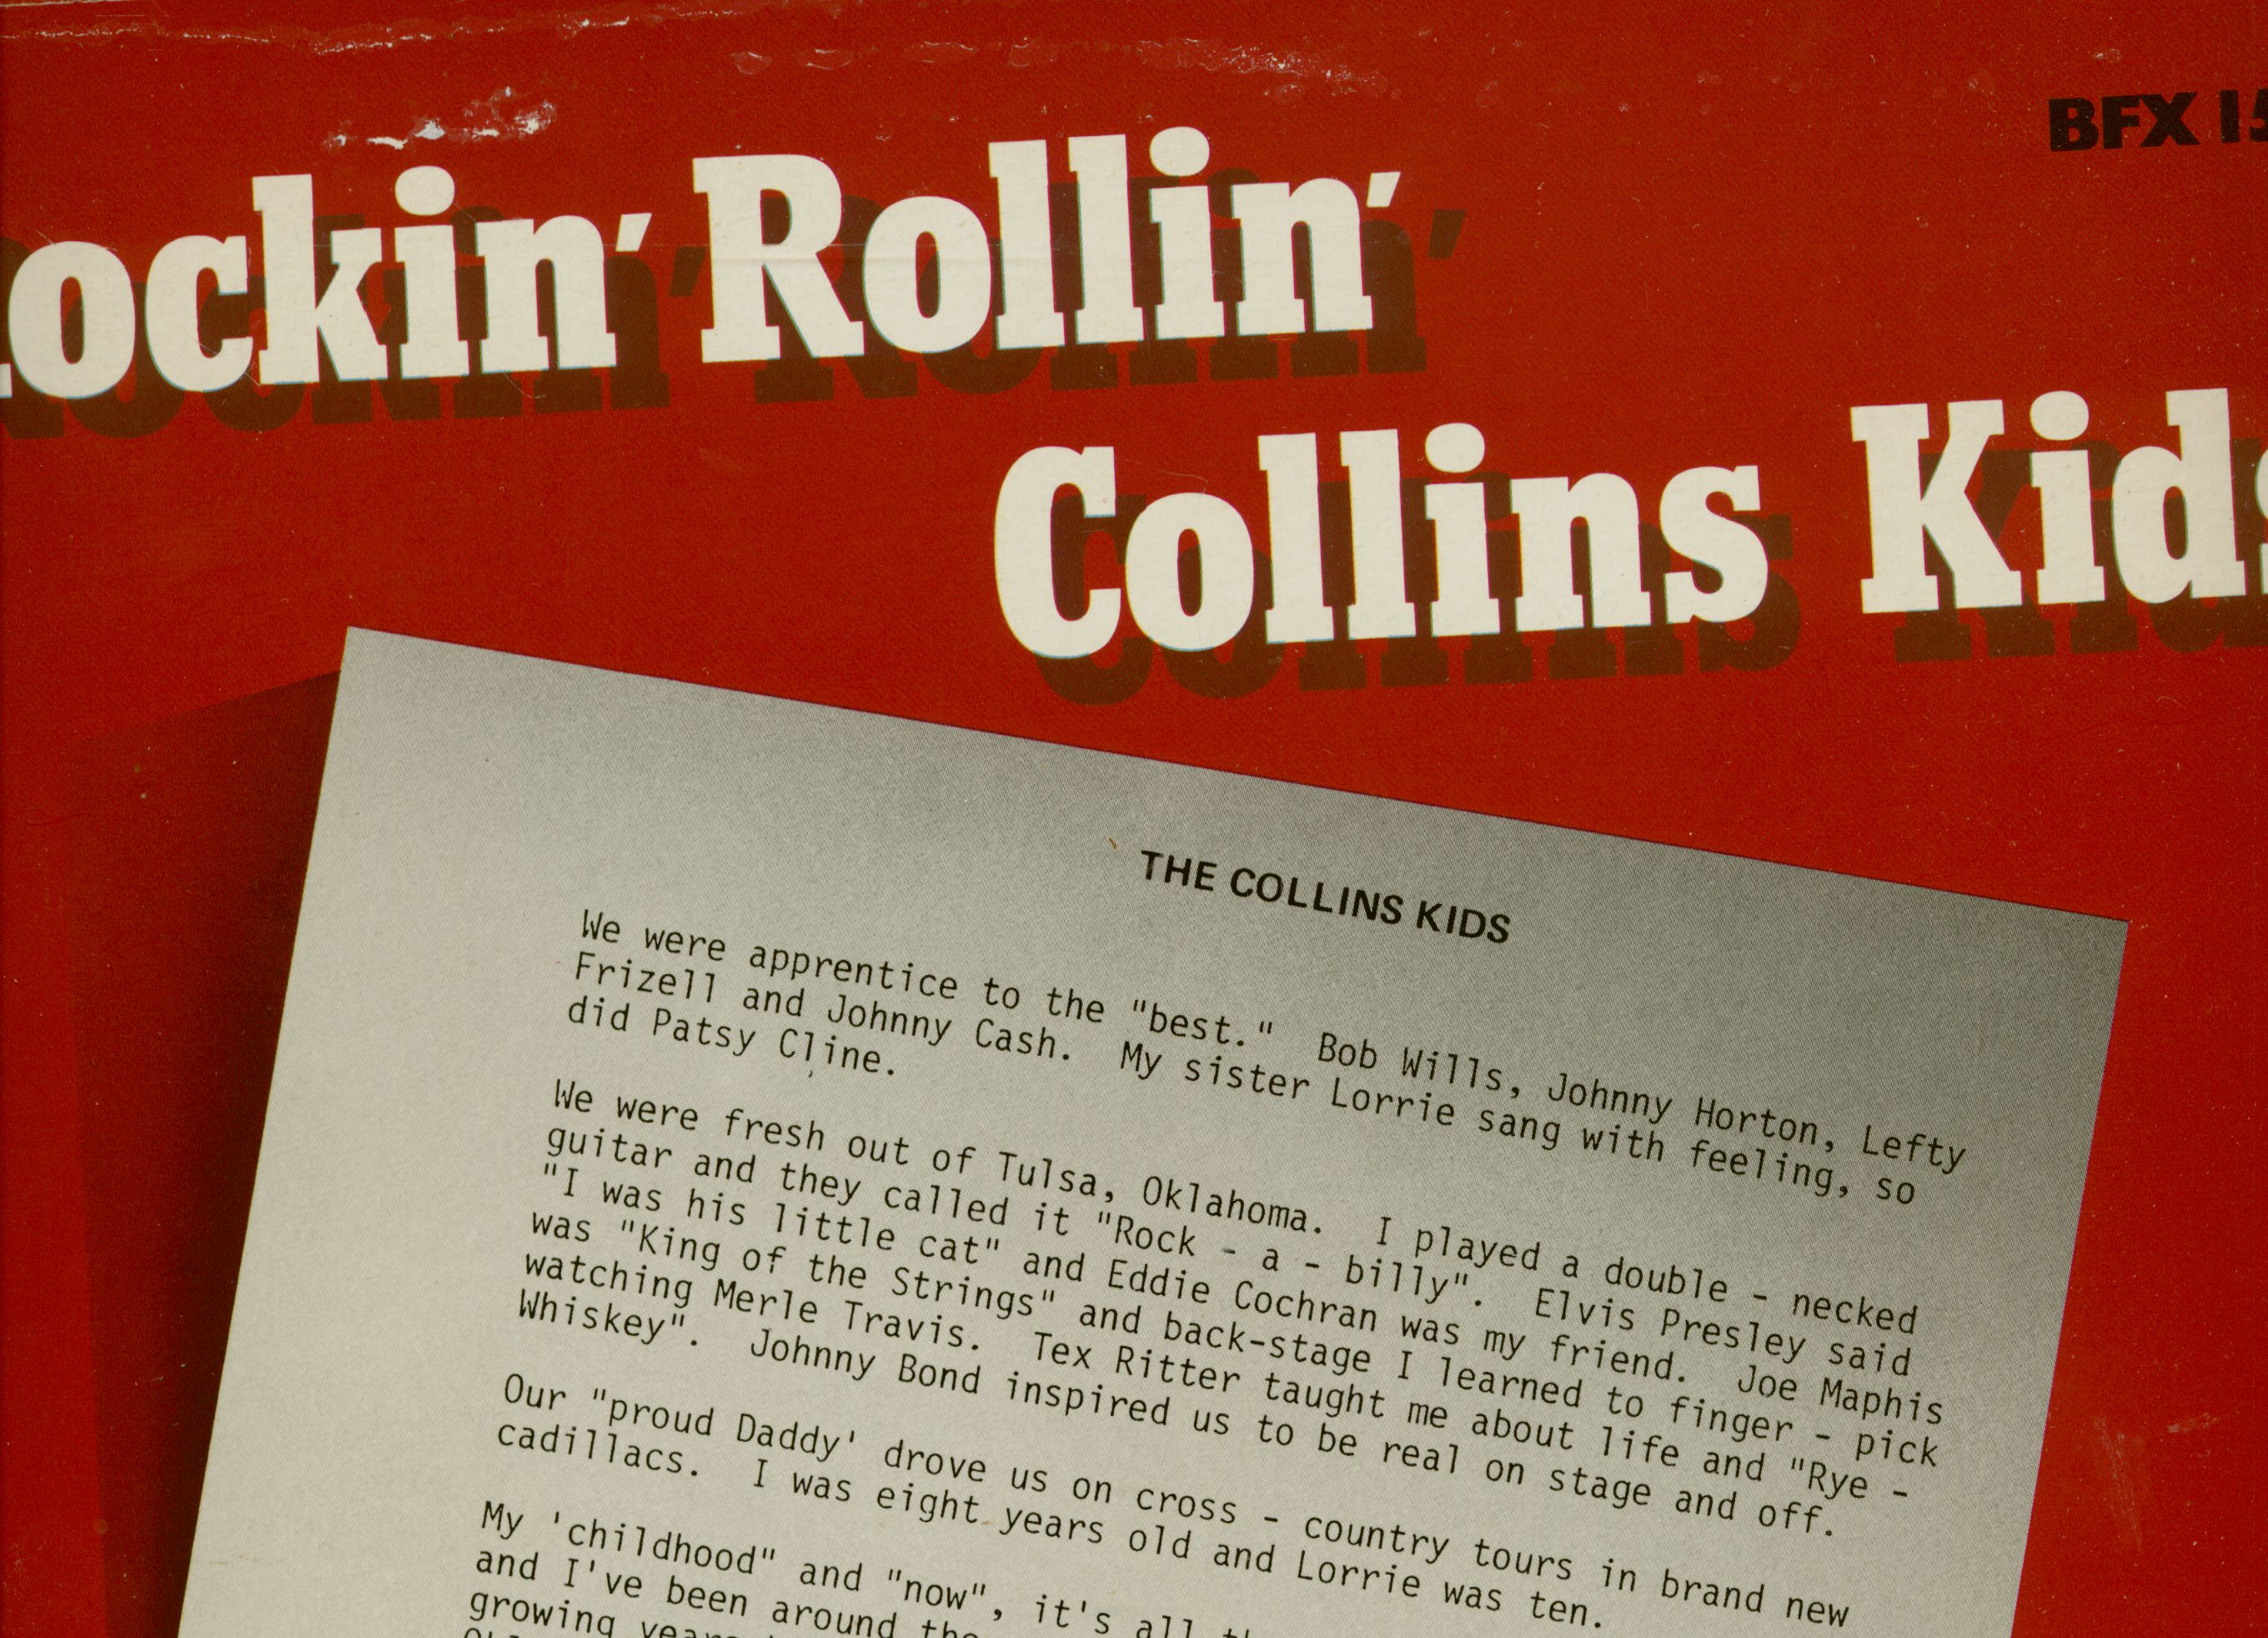 BFX 15
Rockin' Rollin'
Collins Kids
THE COLLINS KIDS
We were apprentice to the "best." Bob Wills, Johnny Horton, Lefty
Frizell and Johnny Cash. My sister Lorrie sang with feeling, so
did Patsy Cline.
We were fresh out of Tulsa, Oklahoma. I played a double - necked
guitar and they called it "Rock - a - billy". Elvis Presley said
"I was his little cat" and Eddie Cochran was my friend. Joe Maphis
was "King of the Strings" and back-stage I learned to finger - pick
watching Merle Travis. Tex Ritter taught me about life and "Rye -
Whiskey". Johnny Bond inspired us to be real on stage and off.
Our "proud Daddy' drove us on cross - country tours in brand new
cadillacs. I was eight years old and Lorrie was ten.
My 'childhood" and "now", it's all
and I've been around the
growing years